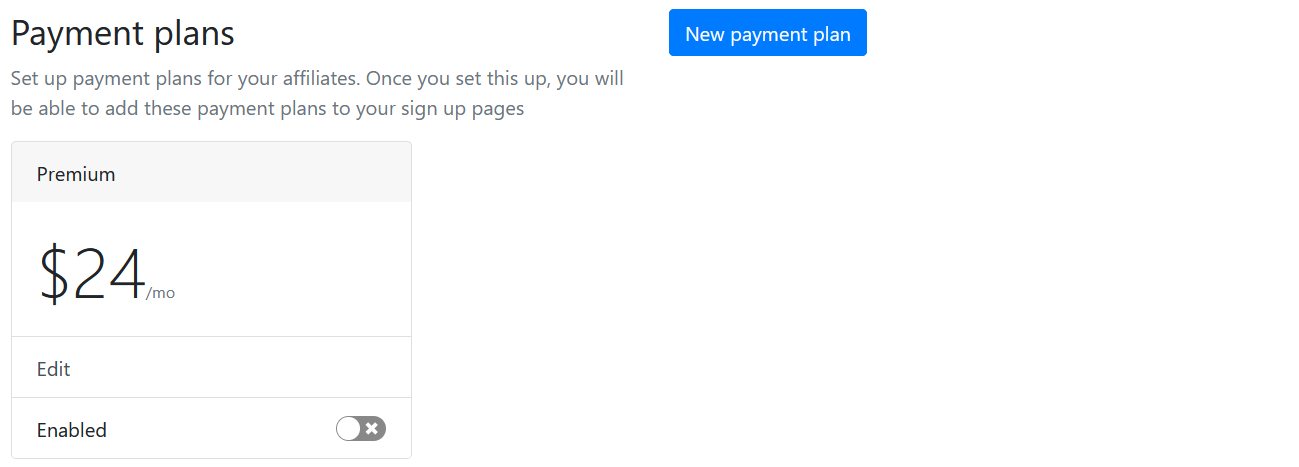 Payment plans
New payment plan
Set up payment plans for your affiliates. Once you set this up, you will
be able to add these payment plans to your sign up pages
Premium
$24/mo
Edit
Enabled